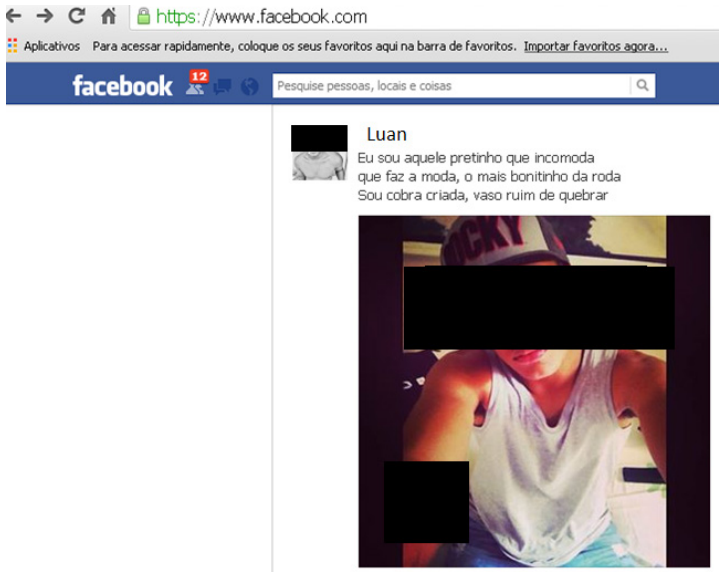 https://www.facebook.com
Aplicativos Para acessar rapidamente, coloque os seus favoritos aqui na barra de favoritos. Importar favoritos agora...
facebook 12 Pesquise pessoas, locais e coisas
Luan
Eu sou aquele pretinho que incomoda
que faz a moda, o mais bonitinho da roda
Sou cobra criada, vaso ruim de quebrar
OCKY